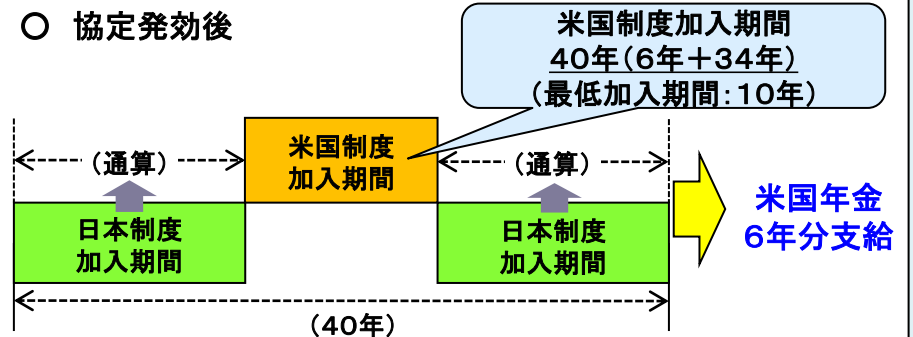 ○ 協定発効後
米国制度加入期間
40年(6年＋34年)
(最低加入期間：10年)
(通算)
米国制度
加入期間
(通算)
日本制度
加入期間
日本制度
加入期間
米国年金
6年分支給
(40年)